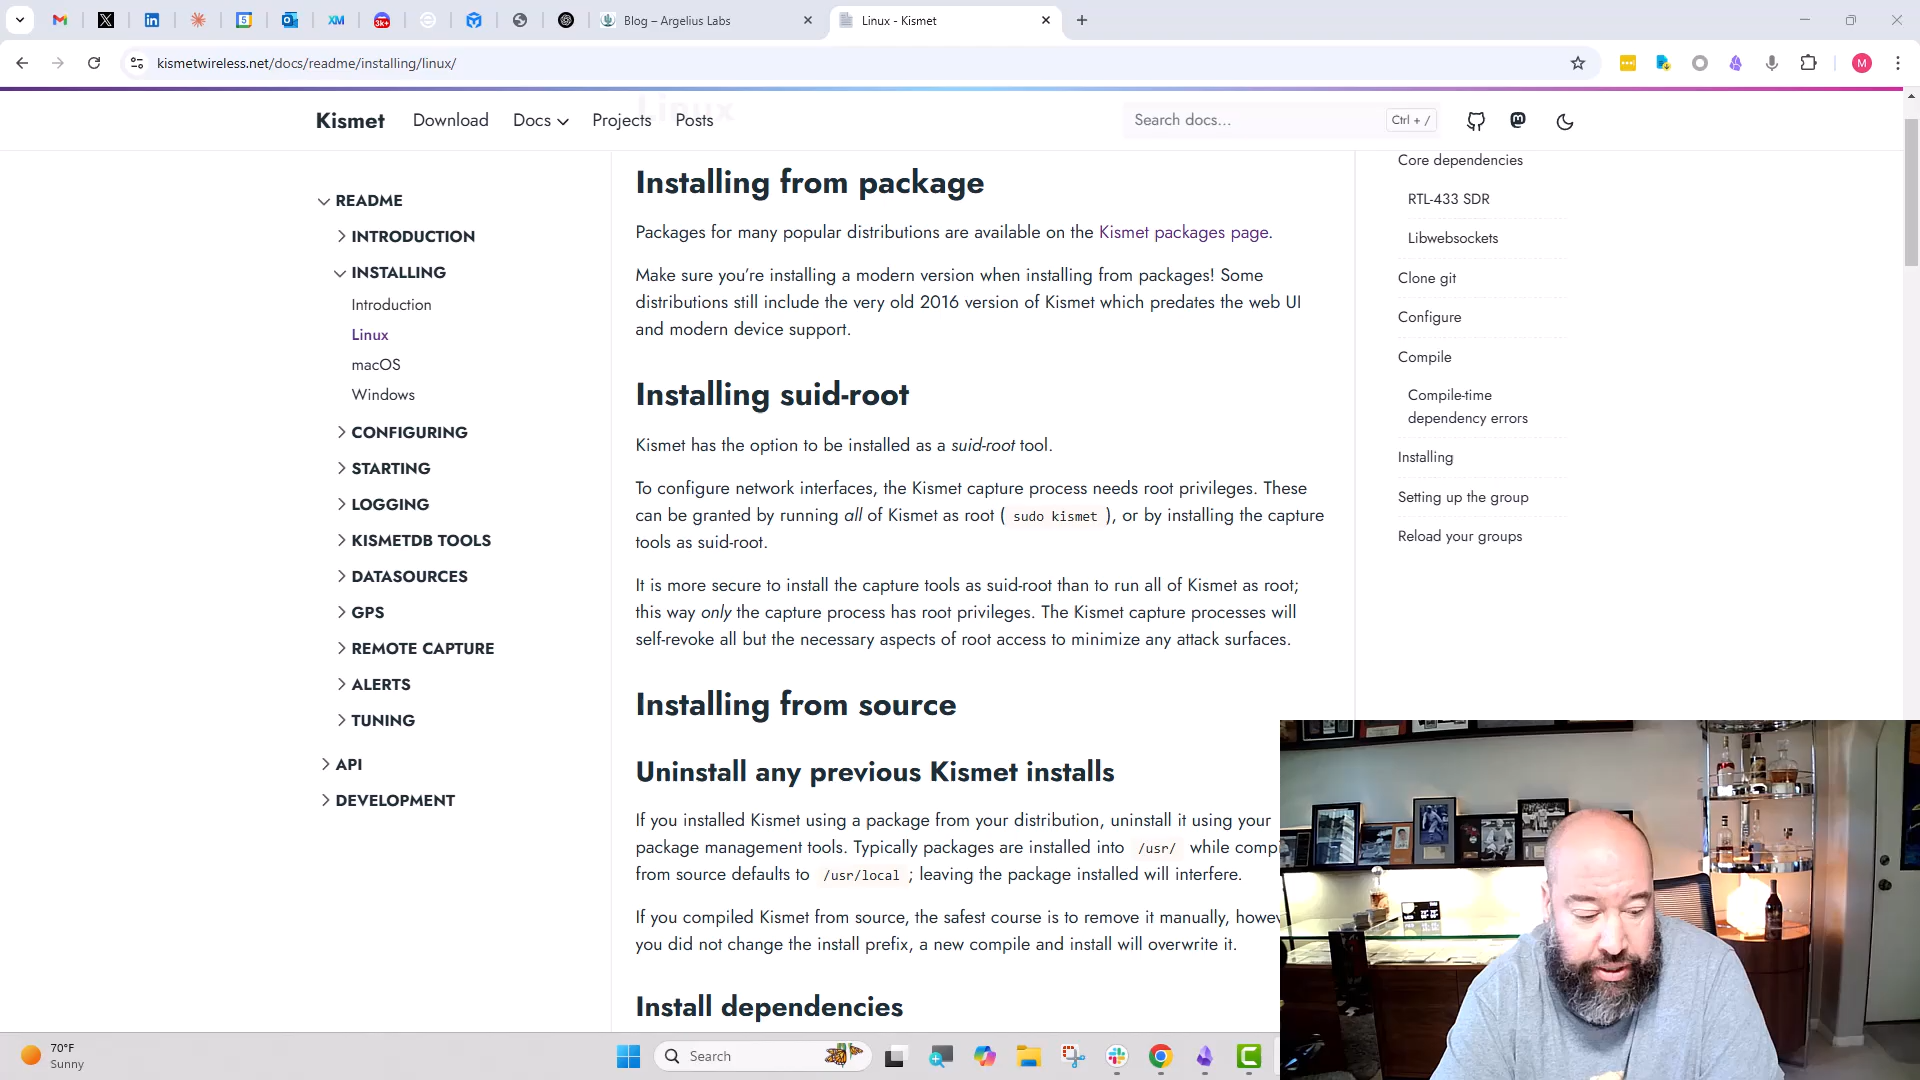 Blog – Argelius Labs
Linux - Kismet
kismetwireless.net/docs/readme/installing/linux/
M
XM
3k+
5
Linux
Kismet
Download
Docs
Projects
Posts
Search docs...
Ctrl + /
README
INTRODUCTION
INSTALLING
Introduction
Linux
macOS
Windows
CONFIGURING
STARTING
LOGGING
KISMETDB TOOLS
DATASOURCES
GPS
REMOTE CAPTURE
ALERTS
TUNING
API
DEVELOPMENT
Installing from package
Packages for many popular distributions are available on the Kismet packages page.
Make sure you’re installing a modern version when installing from packages! Some
distributions still include the very old 2016 version of Kismet which predates the web UI
and modern device support.
Installing suid-root
Kismet has the option to be installed as a suid-root tool.
To configure network interfaces, the Kismet capture process needs root privileges. These
can be granted by running all of Kismet as root ( sudo kismet ), or by installing the capture
tools as suid-root.
It is more secure to install the capture tools as suid-root than to run all of Kismet as root;
this way only the capture process has root privileges. The Kismet capture processes will
self-revoke all but the necessary aspects of root access to minimize any attack surfaces.
Installing from source
Uninstall any previous Kismet installs
If you installed Kismet using a package from your distribution, uninstall it using your
package management tools. Typically packages are installed into /usr/ while comp
from source defaults to /usr/local ; leaving the package installed will interfere.
If you compiled Kismet from source, the safest course is to remove it manually, howev
you did not change the install prefix, a new compile and install will overwrite it.
Install dependencies
Core dependencies
RTL-433 SDR
Libwebsockets
Clone git
Configure
Compile
Compile-time
dependency errors
Installing
Setting up the group
Reload your groups
70°F
Sunny
Search